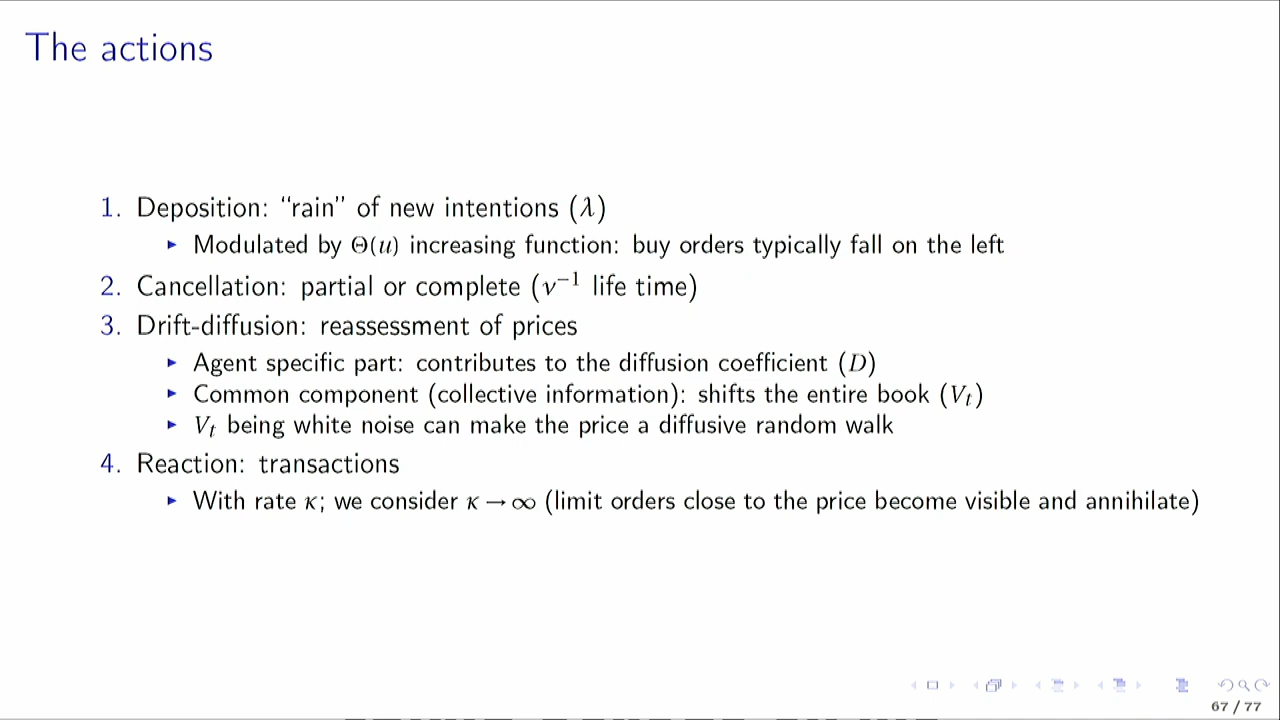 The actions
1. Deposition: “rain” of new intentions (λ)
▸ Modulated by Θ(u) increasing function: buy orders typically fall on the left
2. Cancellation: partial or complete (ν⁻¹ life time)
3. Drift-diffusion: reassessment of prices
▸ Agent specific part: contributes to the diffusion coefficient (D)
▸ Common component (collective information): shifts the entire book (Vₜ)
▸ Vₜ being white noise can make the price a diffusive random walk
4. Reaction: transactions
▸ With rate κ; we consider κ → ∞ (limit orders close to the price become visible and annihilate)
67 / 77